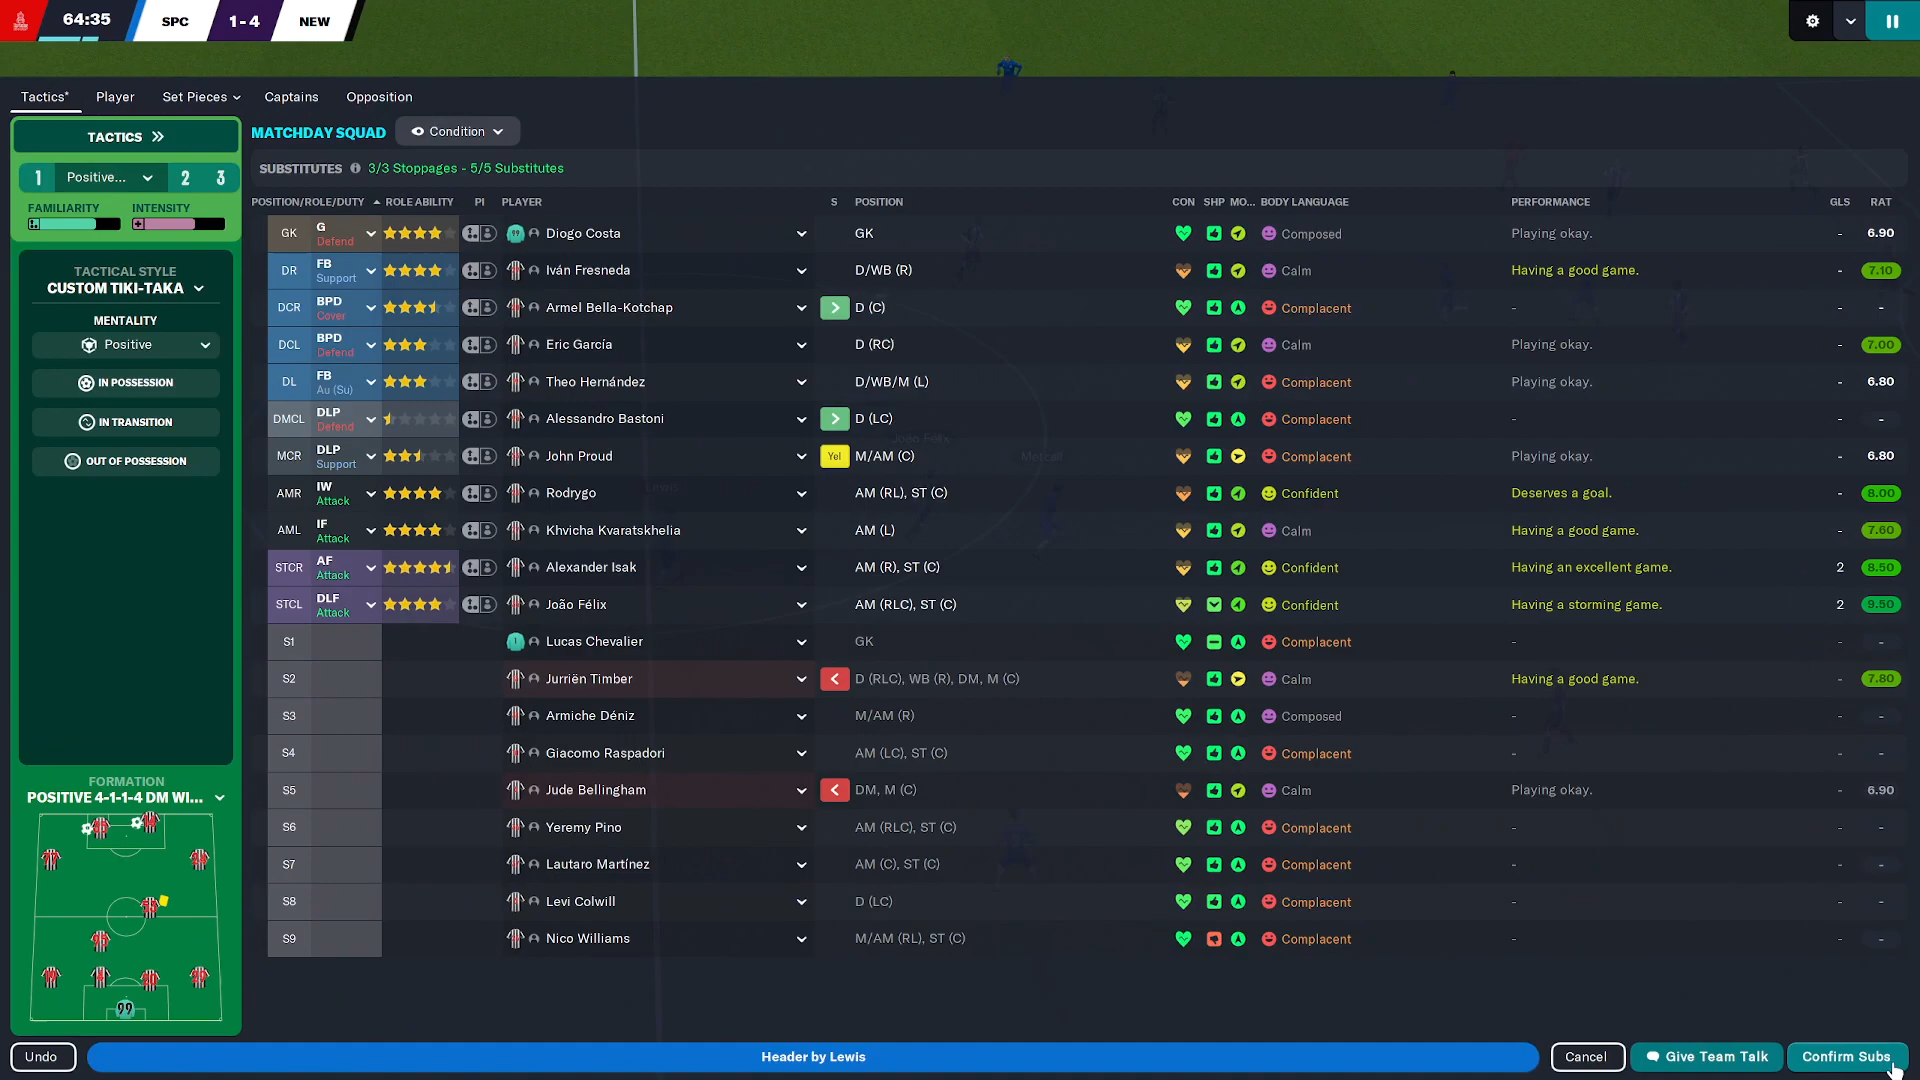 64:35 SPC 1-4 NEW
Tactics* Player Set Pieces Captains Opposition
TACTICS
1 Positive... 2 3
FAMILIARITY INTENSITY
TACTICAL STYLE
CUSTOM TIKI-TAKA
MENTALITY
Positive
IN POSSESSION
IN TRANSITION
OUT OF POSSESSION
FORMATION
POSITIVE 4-1-1-4 DM WI...
99
MATCHDAY SQUAD Condition
SUBSTITUTES 3/3 Stoppages - 5/5 Substitutes
POSITION/ROLE/DUTY ROLE ABILITY PI PLAYER S POSITION CON SHP MO... BODY LANGUAGE PERFORMANCE GLS RAT
GK G Defend Diogo Costa GK Composed Playing okay. - 6.90
DR FB Support Iván Fresneda D/WB (R) Calm Having a good game. - 7.10
DCR BPD Cover Armel Bella-Kotchap D (C) Complacent - - -
DCL BPD Defend Eric García D (RC) Calm Playing okay. - 7.00
DL FB Au (Su) Theo Hernández D/WB/M (L) Complacent Playing okay. - 6.80
DMCL DLP Defend Alessandro Bastoni D (LC) Complacent - - -
MCR DLP Support John Proud Yel M/AM (C) Complacent Playing okay. - 6.80
AMR IW Attack Rodrygo AM (RL), ST (C) Confident Deserves a goal. - 8.00
AML IF Attack Khvicha Kvaratskhelia AM (L) Calm Having a good game. - 7.60
STCR AF Attack Alexander Isak AM (R), ST (C) Confident Having an excellent game. 2 8.50
STCL DLF Attack João Félix AM (RLC), ST (C) Confident Having a storming game. 2 9.50
S1 Lucas Chevalier GK Complacent - - -
S2 Jurriën Timber D (RLC), WB (R), DM, M (C) Calm Having a good game. - 7.80
S3 Armiche Déniz M/AM (R) Composed - - -
S4 Giacomo Raspadori AM (LC), ST (C) Complacent - - -
S5 Jude Bellingham DM, M (C) Calm Playing okay. - 6.90
S6 Yeremy Pino AM (RLC), ST (C) Complacent - - -
S7 Lautaro Martínez AM (C), ST (C) Complacent - - -
S8 Levi Colwill D (LC) Complacent - - -
S9 Nico Williams M/AM (RL), ST (C) Complacent - - -
Undo Header by Lewis Cancel Give Team Talk Confirm Subs